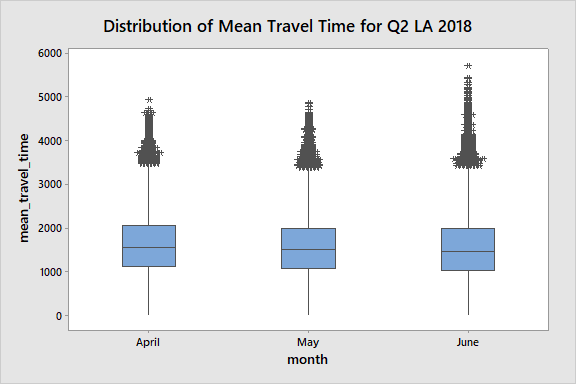 Distribution of Mean Travel Time for Q2 LA 2018
6000
5000
4000
3000
2000
1000
0
mean_travel_time
April
May
June
month